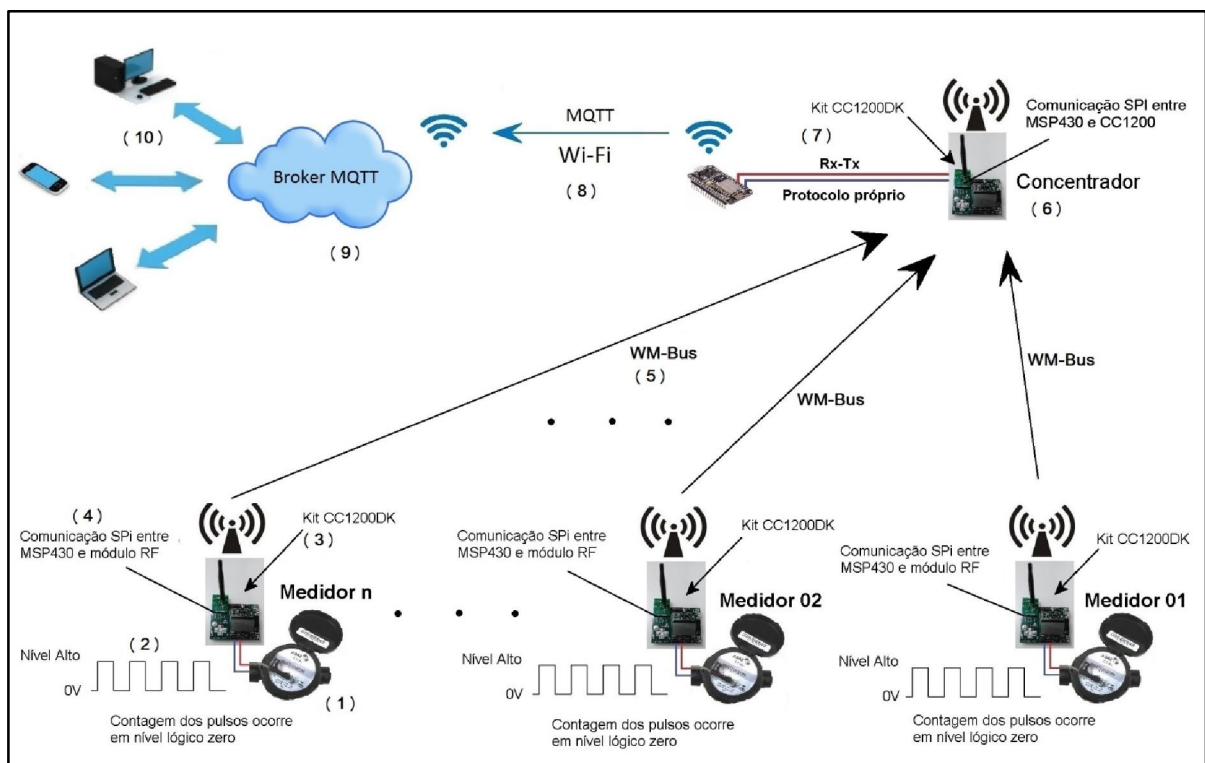 ( 10 )
Broker MQTT
( 9 )
MQTT
Wi-Fi
( 8 )
( 7 )
Rx-Tx
Protocolo próprio
Kit CC1200DK
Comunicação SPI entre
MSP430 e CC1200
Concentrador
( 6 )
WM-Bus
( 5 )
WM-Bus
WM-Bus
( 4 )
Comunicação SPi entre
MSP430 e módulo RF
Kit CC1200DK
( 3 )
Medidor n
( 2 )
Nível Alto
0V
( 1 )
Contagem dos pulsos ocorre
em nível lógico zero
Comunicação SPi entre
MSP430 e módulo RF
Kit CC1200DK
Medidor 02
Nível Alto
0V
Contagem dos pulsos ocorre
em nível lógico zero
Comunicação SPi entre
MSP430 e módulo RF
Kit CC1200DK
Medidor 01
Nível Alto
0V
Contagem dos pulsos ocorre
em nível lógico zero